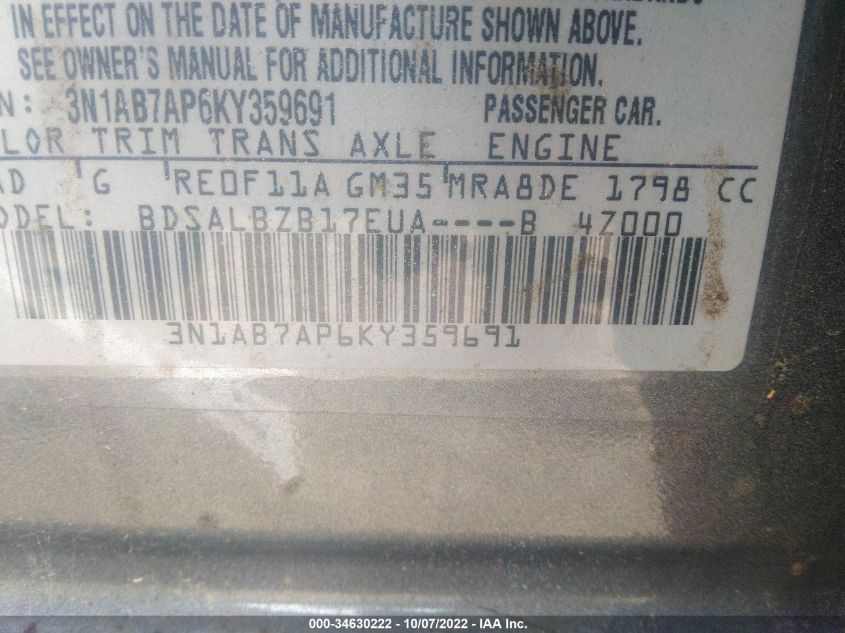 IN EFFECT ON THE DATE OF MANUFACTURE SHOWN ABOVE.
SEE OWNER'S MANUAL FOR ADDITIONAL INFORMATION.
N: 3N1AB7AP6KY359691 PASSENGER CAR.
LOR TRIM TRANS AXLE ENGINE
AD G RE0F11A GM35 MRA8DE 1798 CC
ODEL: BDSALBZB17EUA----B 4Z000
3N1AB7AP6KY359691
000-34630222 - 10/07/2022 - IAA Inc.